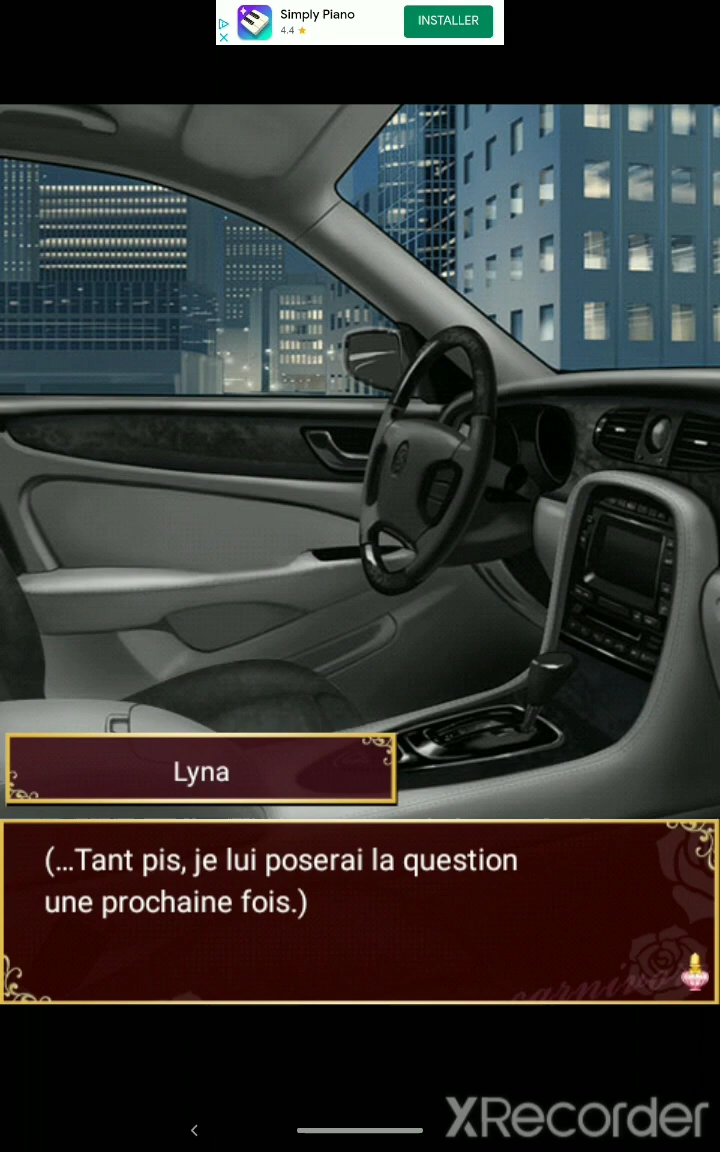 Simply Piano
4.4
INSTALLER
Lyna
(...Tant pis, je lui poserai la question
une prochaine fois.)
XRecorder